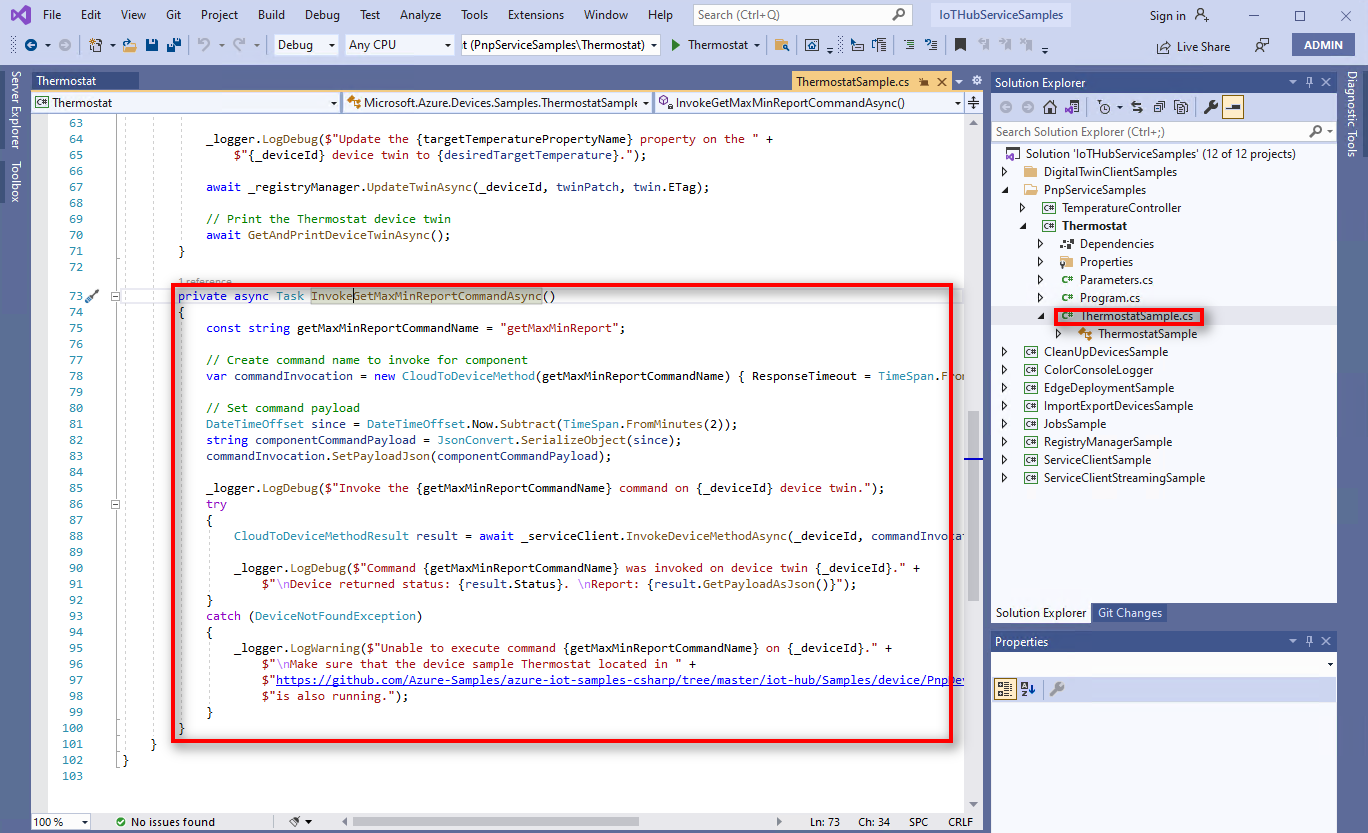 File Edit View Git Project Build Debug Test Analyze Tools Extensions Window Help Search (Ctrl+Q) IoTHubServiceSamples Sign in
Debug Any CPU t (PnpServiceSamples\Thermostat) Thermostat Live Share ADMIN
Server Explorer
Toolbox
Thermostat ThermostatSample.cs
Thermostat Microsoft.Azure.Devices.Samples.ThermostatSample InvokeGetMaxMinReportCommandAsync()
63
64 _logger.LogDebug($"Update the {targetTemperaturePropertyName} property on the " +
65 $"{_deviceId} device twin to {desiredTargetTemperature}.");
66
67 await _registryManager.UpdateTwinAsync(_deviceId, twinPatch, twin.ETag);
68
69 // Print the Thermostat device twin
70 await GetAndPrintDeviceTwinAsync();
71 }
72
1 reference
73 private async Task InvokeGetMaxMinReportCommandAsync()
74 {
75 const string getMaxMinReportCommandName = "getMaxMinReport";
76
77 // Create command name to invoke for component
78 var commandInvocation = new CloudToDeviceMethod(getMaxMinReportCommandName) { ResponseTimeout = TimeSpan.From
79
80 // Set command payload
81 DateTimeOffset since = DateTimeOffset.Now.Subtract(TimeSpan.FromMinutes(2));
82 string componentCommandPayload = JsonConvert.SerializeObject(since);
83 commandInvocation.SetPayloadJson(componentCommandPayload);
84
85 _logger.LogDebug($"Invoke the {getMaxMinReportCommandName} command on {_deviceId} device twin.");
86 try
87 {
88 CloudToDeviceMethodResult result = await _serviceClient.InvokeDeviceMethodAsync(_deviceId, commandInvocat
89
90 _logger.LogDebug($"Command {getMaxMinReportCommandName} was invoked on device twin {_deviceId}." +
91 $"\nDevice returned status: {result.Status}. \nReport: {result.GetPayloadAsJson()}");
92 }
93 catch (DeviceNotFoundException)
94 {
95 _logger.LogWarning($"Unable to execute command {getMaxMinReportCommandName} on {_deviceId}." +
96 $"\nMake sure that the device sample Thermostat located in " +
97 $"https://github.com/Azure-Samples/azure-iot-samples-csharp/tree/master/iot-hub/Samples/device/PnpDev
98 $"is also running.");
99 }
100 }
101 }
102 }
103
100 % No issues found Ln: 73 Ch: 34 SPC CRLF
Solution Explorer
Search Solution Explorer (Ctrl+;)
Solution 'IoTHubServiceSamples' (12 of 12 projects)
DigitalTwinClientSamples
PnpServiceSamples
C# TemperatureController
C# Thermostat
Dependencies
Properties
C# Parameters.cs
C# Program.cs
C# ThermostatSample.cs
ThermostatSample
C# CleanUpDevicesSample
C# ColorConsoleLogger
C# EdgeDeploymentSample
C# ImportExportDevicesSample
C# JobsSample
C# RegistryManagerSample
C# ServiceClientSample
C# ServiceClientStreamingSample
Solution Explorer Git Changes
Properties
Diagnostic Tools